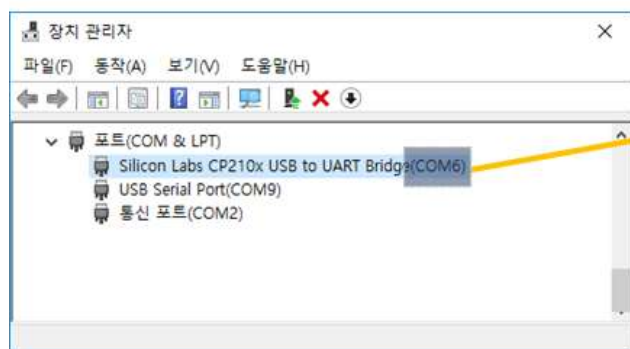 장치 관리자
파일(F) 동작(A) 보기(V) 도움말(H)
포트(COM & LPT)
Silicon Labs CP210x USB to UART Bridge(COM6)
USB Serial Port(COM9)
통신 포트(COM2)